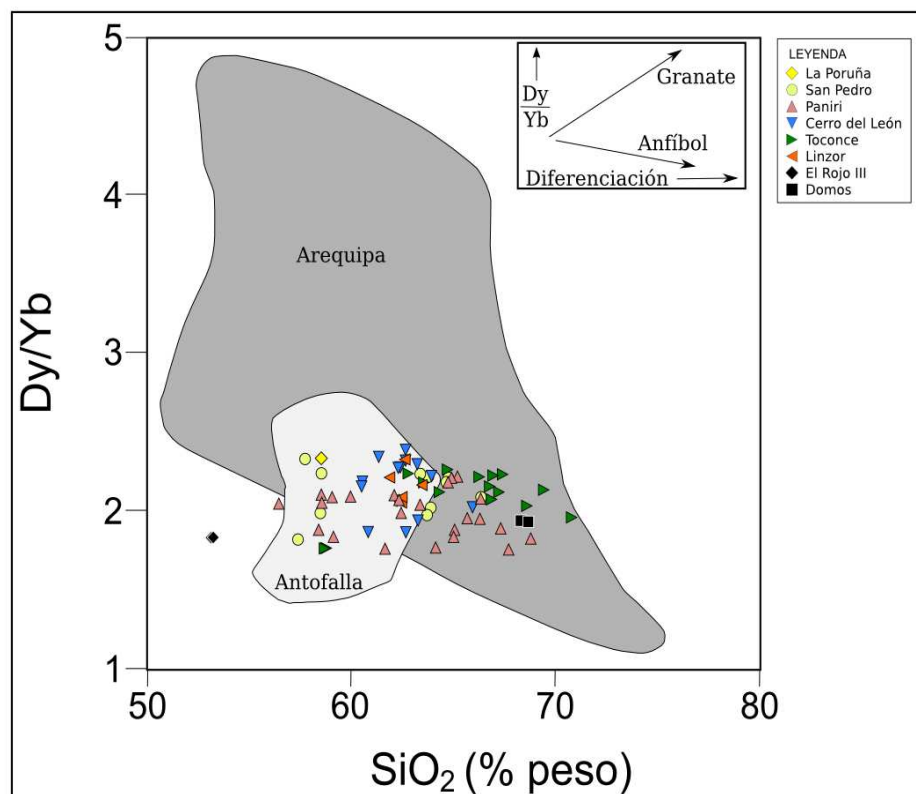 5
4
3
2
1
50
60
70
80
Dy/Yb
SiO₂ (% peso)
Arequipa
Antofalla
Dy
Yb
Granate
Anfíbol
Diferenciación
LEYENDA
La Poruña
San Pedro
Paniri
Cerro del León
Toconce
Linzor
El Rojo III
Domos